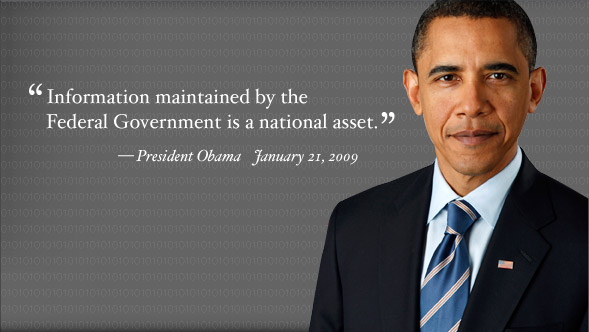 “Information maintained by the
Federal Government is a national asset.”
—President Obama January 21, 2009